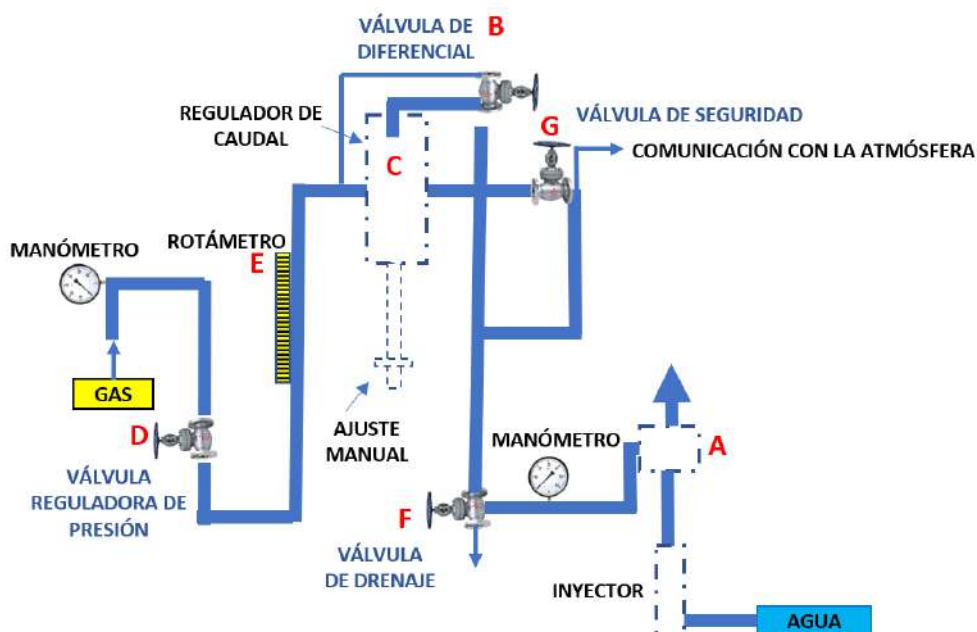 VÁLVULA DE
DIFERENCIAL
B
REGULADOR DE
CAUDAL
C
G
VÁLVULA DE SEGURIDAD
COMUNICACIÓN CON LA ATMÓSFERA
MANÓMETRO
ROTÁMETRO
E
GAS
D
VÁLVULA
REGULADORA DE
PRESIÓN
AJUSTE
MANUAL
MANÓMETRO
A
F
VÁLVULA
DE DRENAJE
INYECTOR
AGUA